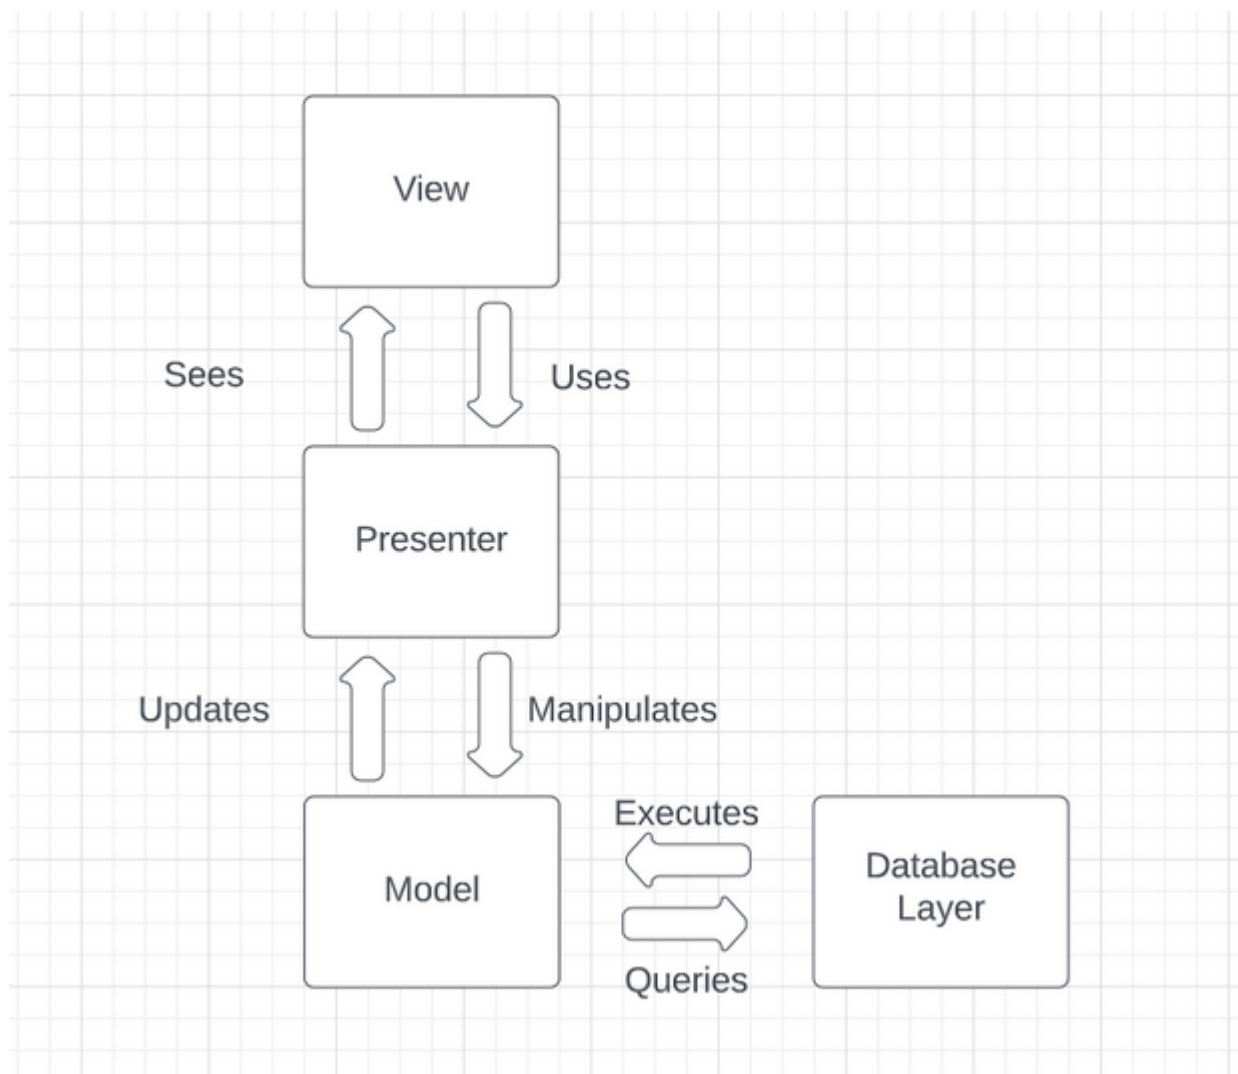 View
Sees
Uses
Presenter
Updates
Manipulates
Executes
Model
Database
Layer
Queries